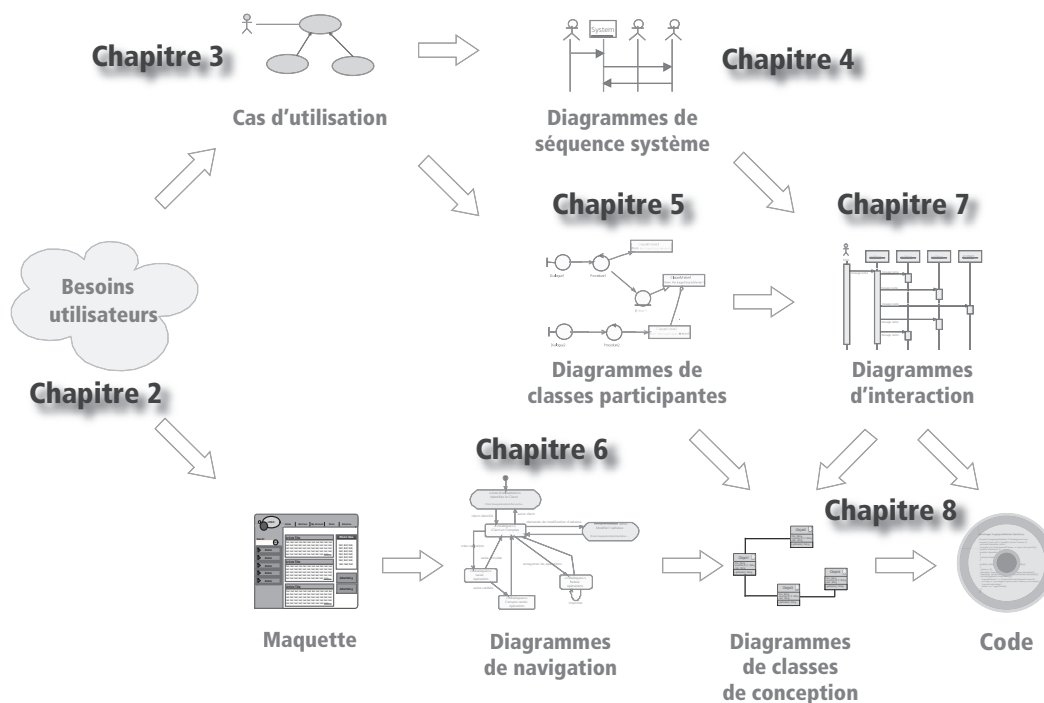 Chapitre 3
System
Chapitre 4
Cas d'utilisation
Diagrammes de
séquence système
Chapitre 5
Chapitre 7
Besoins
utilisateurs
Chapitre 2
Diagrammes de
classes participantes
Diagrammes
d'interaction
Chapitre 6
Chapitre 8
Maquette
Diagrammes
de navigation
Diagrammes
de classes
de conception
Code